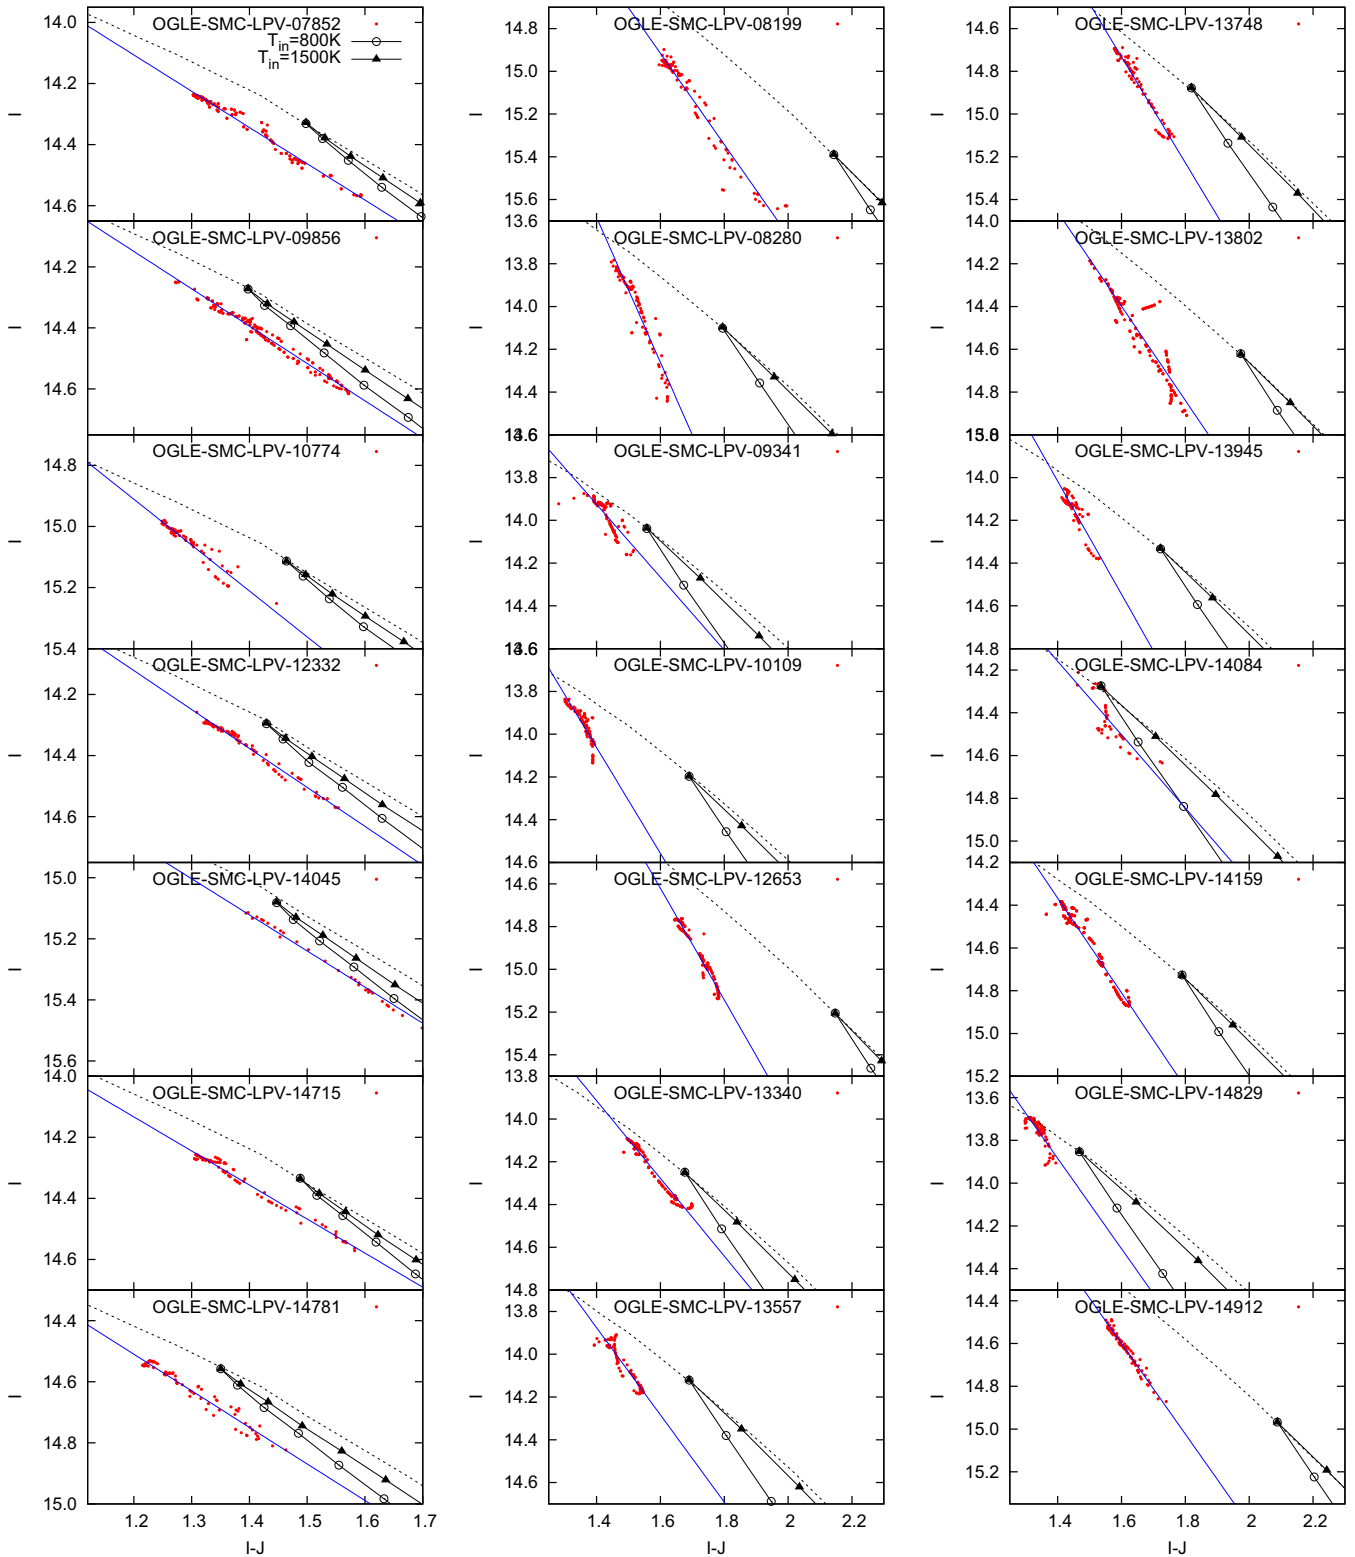 OGLE-SMC-LPV-07852
T_in=800K
T_in=1500K
14.0
14.2
14.4
14.6
I
OGLE-SMC-LPV-09856
14.2
14.4
14.6
I
OGLE-SMC-LPV-10774
14.8
15.0
15.2
15.4
I
OGLE-SMC-LPV-12332
14.2
14.4
14.6
I
OGLE-SMC-LPV-14045
15.0
15.2
15.4
15.6
I
OGLE-SMC-LPV-14715
14.0
14.2
14.4
14.6
I
OGLE-SMC-LPV-14781
14.4
14.6
14.8
15.0
I
1.2 1.3 1.4 1.5 1.6 1.7
I-J
OGLE-SMC-LPV-08199
14.8
15.0
15.2
15.4
15.6
I
OGLE-SMC-LPV-08280
13.6
13.8
14.0
14.2
14.4
I
OGLE-SMC-LPV-09341
13.8
14.0
14.2
14.4
I
OGLE-SMC-LPV-10109
13.8
14.0
14.2
14.4
14.6
I
OGLE-SMC-LPV-12653
14.6
14.8
15.0
15.2
15.4
I
OGLE-SMC-LPV-13340
13.8
14.0
14.2
14.4
14.6
14.8
I
OGLE-SMC-LPV-13557
13.8
14.0
14.2
14.4
14.6
I
1.4 1.6 1.8 2 2.2
I-J
OGLE-SMC-LPV-13748
14.6
14.8
15.0
15.2
15.4
I
OGLE-SMC-LPV-13802
14.0
14.2
14.4
14.6
14.8
I
OGLE-SMC-LPV-13945
14.0
14.2
14.4
14.6
14.8
I
OGLE-SMC-LPV-14084
14.2
14.4
14.6
14.8
15.0
I
OGLE-SMC-LPV-14159
14.2
14.4
14.6
14.8
15.0
15.2
I
OGLE-SMC-LPV-14829
13.6
13.8
14.0
14.2
14.4
I
OGLE-SMC-LPV-14912
14.4
14.6
14.8
15.0
15.2
I
1.4 1.6 1.8 2 2.2
I-J